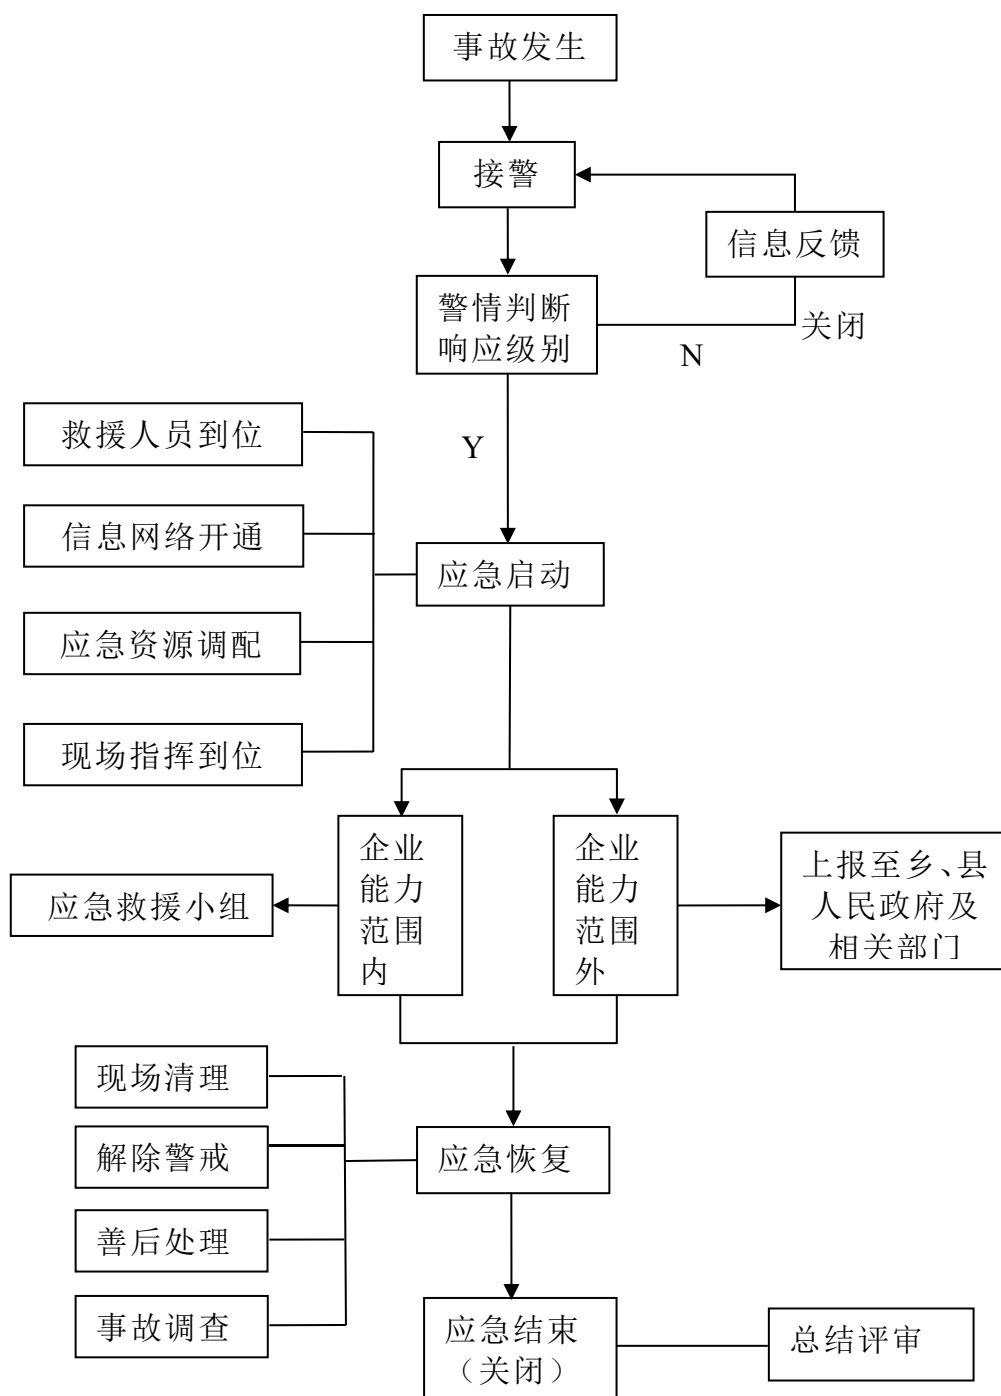 事故发生
接警
信息反馈
警情判断
响应级别
关闭
N
救援人员到位
Y
信息网络开通
应急启动
应急资源调配
现场指挥到位
企业
能力
范围
内
企业
能力
范围
外
上报至乡、县
人民政府及
相关部门
应急救援小组
现场清理
解除警戒
应急恢复
善后处理
事故调查
应急结束
（关闭）
总结评审